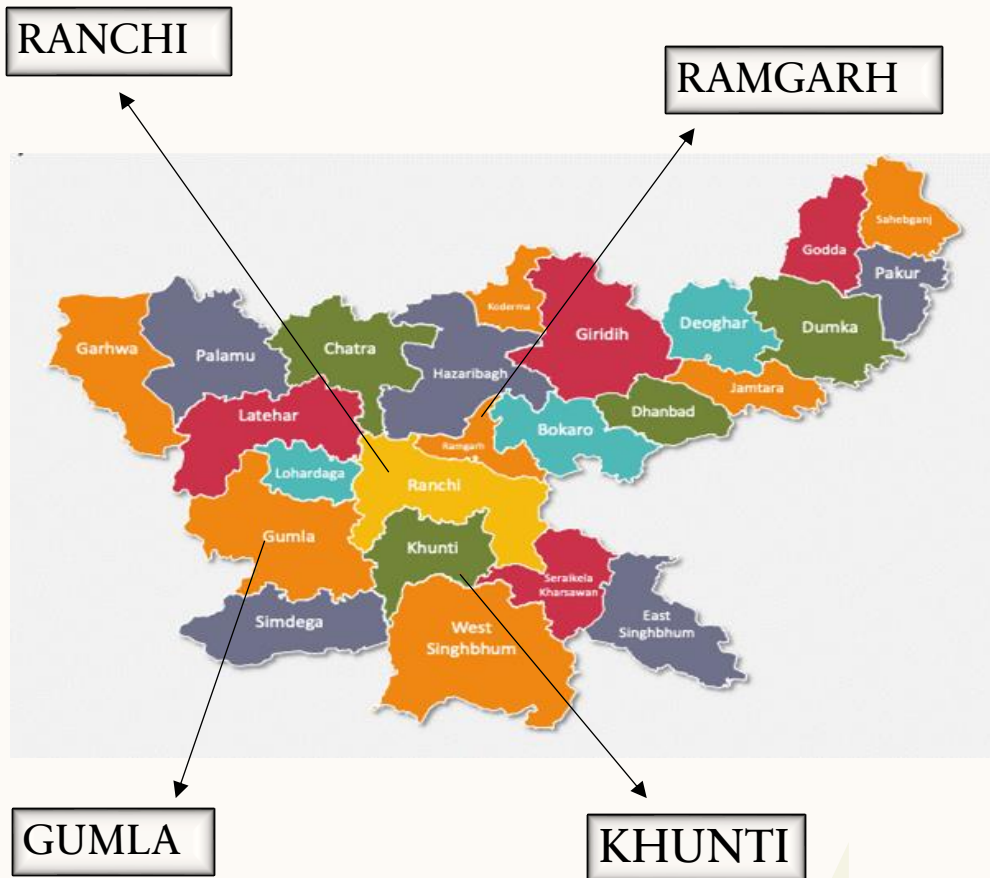 RANCHI
RAMGARH
Sahebganj
Godda
Pakur
Koderma
Giridih
Deoghar
Dumka
Garhwa
Palamu
Chatra
Hazaribagh
Jamtara
Latehar
Dhanbad
Bokaro
Ramgarh
Lohardaga
Ranchi
Gumla
Khunti
Seraikela
Kharsawan
Simdega
West
Singhbhum
East
Singhbhum
GUMLA
KHUNTI